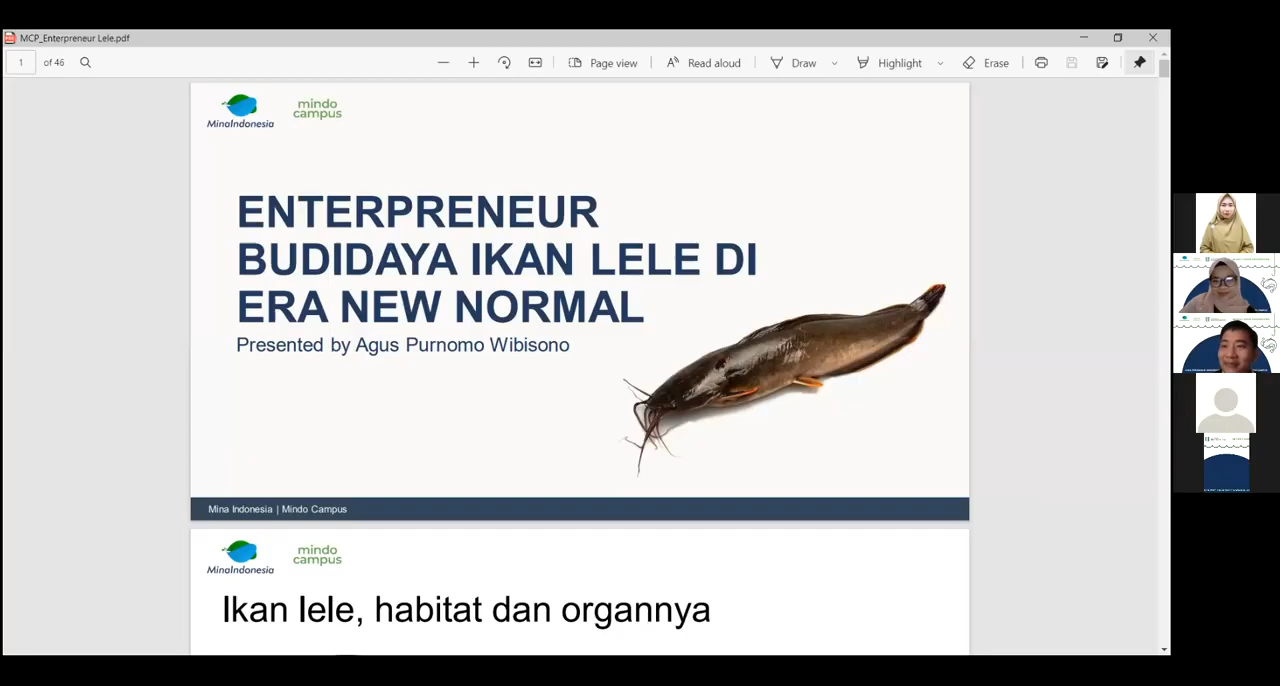 MCP_Enterpreneur Lele.pdf
1 of 46
Page view
Read aloud
Draw
Highlight
Erase
MinaIndonesia
mindo
campus
ENTERPRENEUR
BUDIDAYA IKAN LELE DI
ERA NEW NORMAL
Presented by Agus Purnomo Wibisono
Mina Indonesia | Mindo Campus
MinaIndonesia
mindo
campus
Ikan lele, habitat dan organnya